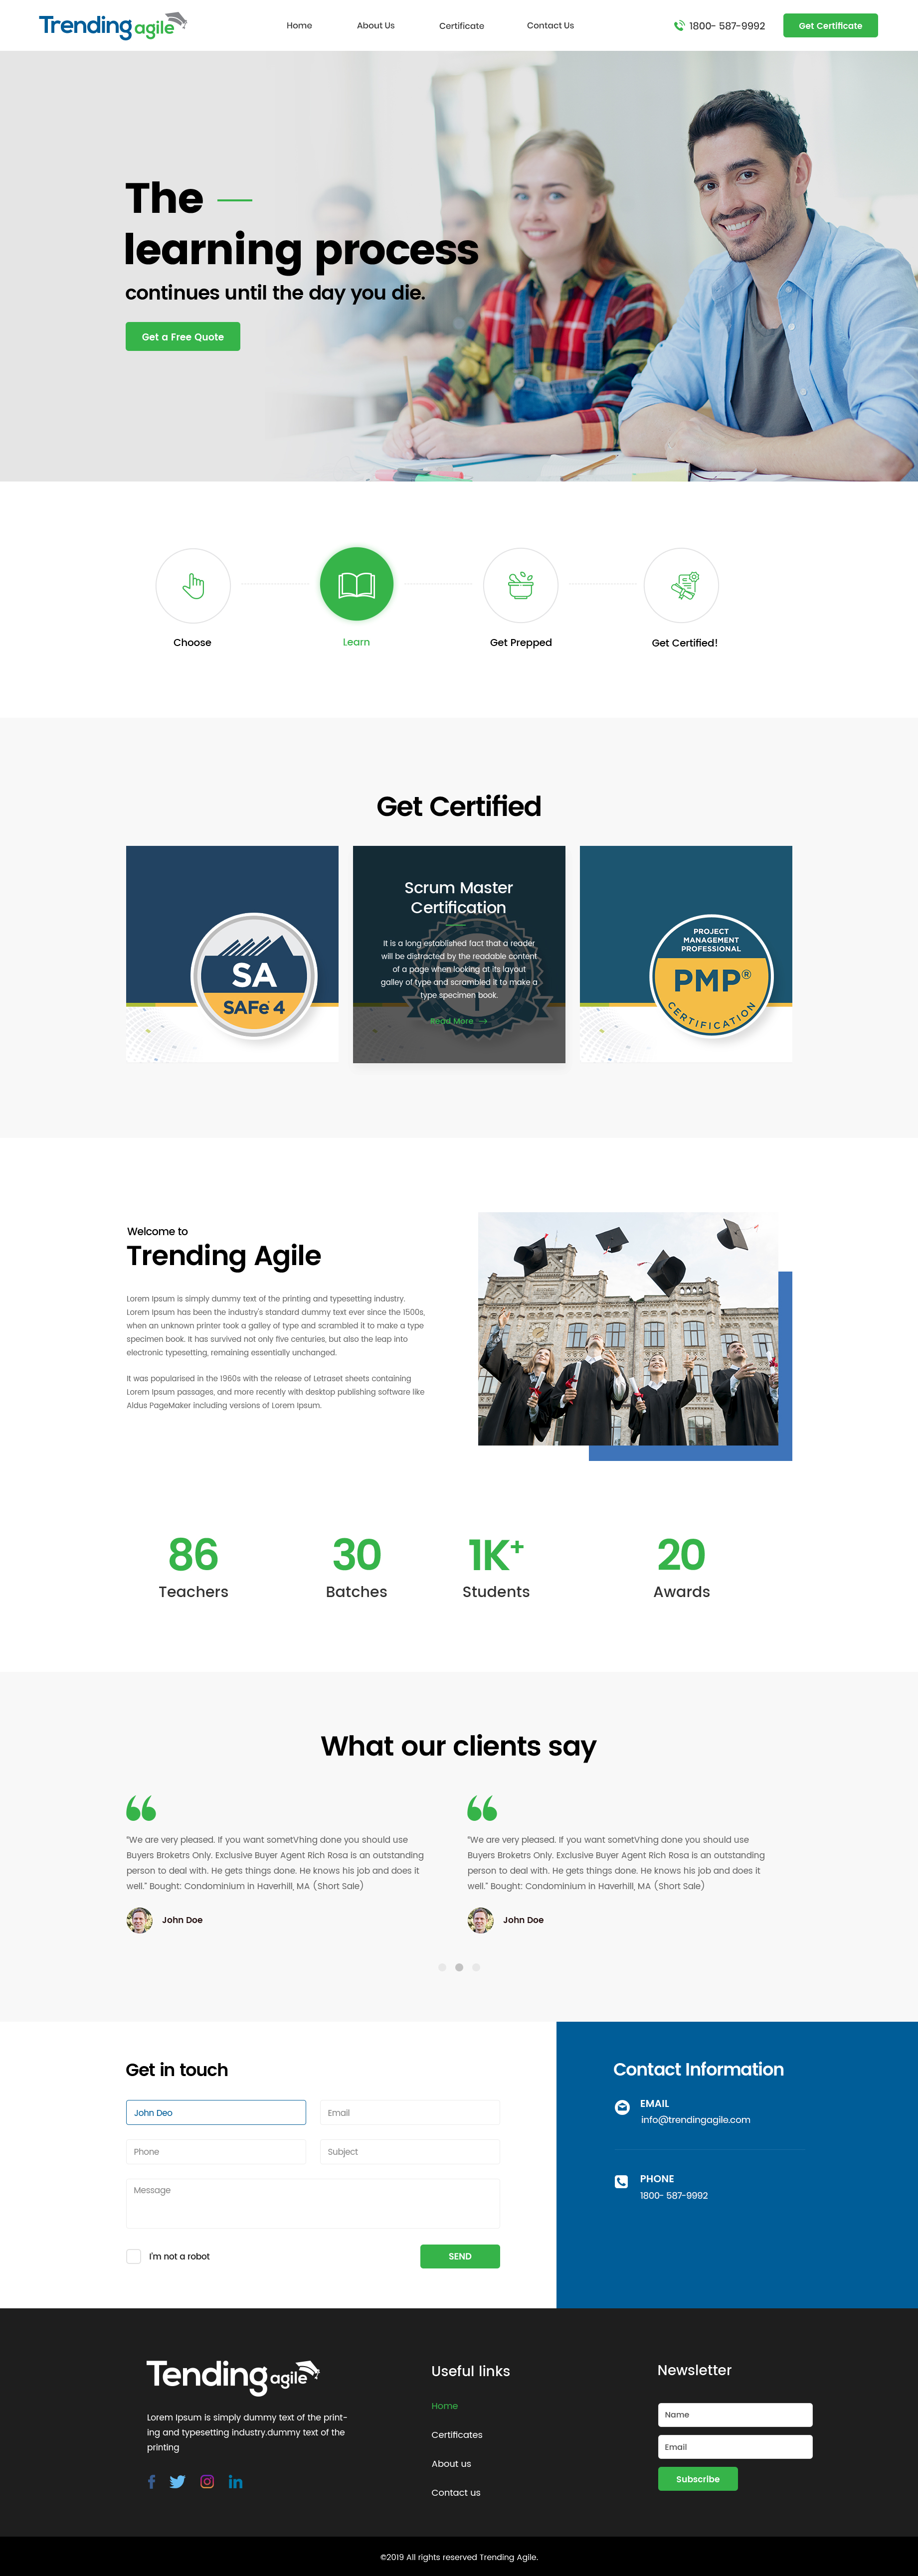 Trending agile
Home
About Us
Certificate
Contact Us
1800- 587-9992
Get Certificate
The
learning process
continues until the day you die.
Get a Free Quote
Choose
Learn
Get Prepped
Get Certified!
Get Certified
SA
SAFe® 4
Scrum Master
Certification
It is a long established fact that a reader
will be distracted by the readable content
of a page when looking at its layout
galley of type and scrambled it to make a
type specimen book.
Read More
PSM
I
PROJECT
MANAGEMENT
PROFESSIONAL
PMP®
CERTIFICATION
Welcome to
Trending Agile
Lorem Ipsum is simply dummy text of the printing and typesetting industry.
Lorem Ipsum has been the industry's standard dummy text ever since the 1500s,
when an unknown printer took a galley of type and scrambled it to make a type
specimen book. It has survived not only five centuries, but also the leap into
electronic typesetting, remaining essentially unchanged.
It was popularised in the 1960s with the release of Letraset sheets containing
Lorem Ipsum passages, and more recently with desktop publishing software like
Aldus PageMaker including versions of Lorem Ipsum.
86
Teachers
30
Batches
1K+
Students
20
Awards
What our clients say
"We are very pleased. If you want sometVhing done you should use
Buyers Broketrs Only. Exclusive Buyer Agent Rich Rosa is an outstanding
person to deal with. He gets things done. He knows his job and does it
well." Bought: Condominium in Haverhill, MA (Short Sale)
John Doe
"We are very pleased. If you want sometVhing done you should use
Buyers Broketrs Only. Exclusive Buyer Agent Rich Rosa is an outstanding
person to deal with. He gets things done. He knows his job and does it
well." Bought: Condominium in Haverhill, MA (Short Sale)
John Doe
Get in touch
John Deo
Email
Phone
Subject
Message
I'm not a robot
SEND
Contact Information
EMAIL
info@trendingagile.com
PHONE
1800- 587-9992
Tending agile
Lorem Ipsum is simply dummy text of the print-
ing and typesetting industry.dummy text of the
printing
Useful links
Home
Certificates
About us
Contact us
Newsletter
Name
Email
Subscribe
©2019 All rights reserved Trending Agile.